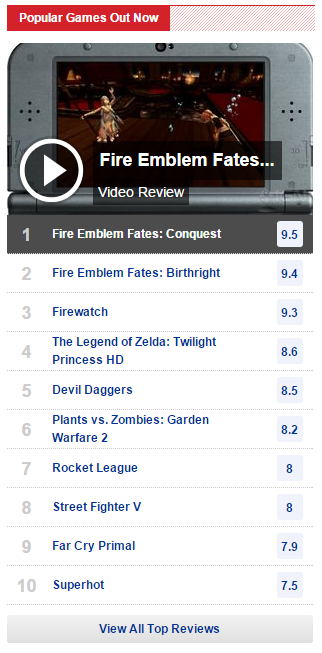 Popular Games Out Now
Fire Emblem Fates...
Video Review
1 Fire Emblem Fates: Conquest 9.5
2 Fire Emblem Fates: Birthright 9.4
3 Firewatch 9.3
4 The Legend of Zelda: Twilight
Princess HD 8.6
5 Devil Daggers 8.5
6 Plants vs. Zombies: Garden
Warfare 2 8.2
7 Rocket League 8
8 Street Fighter V 8
9 Far Cry Primal 7.9
10 Superhot 7.5
View All Top Reviews